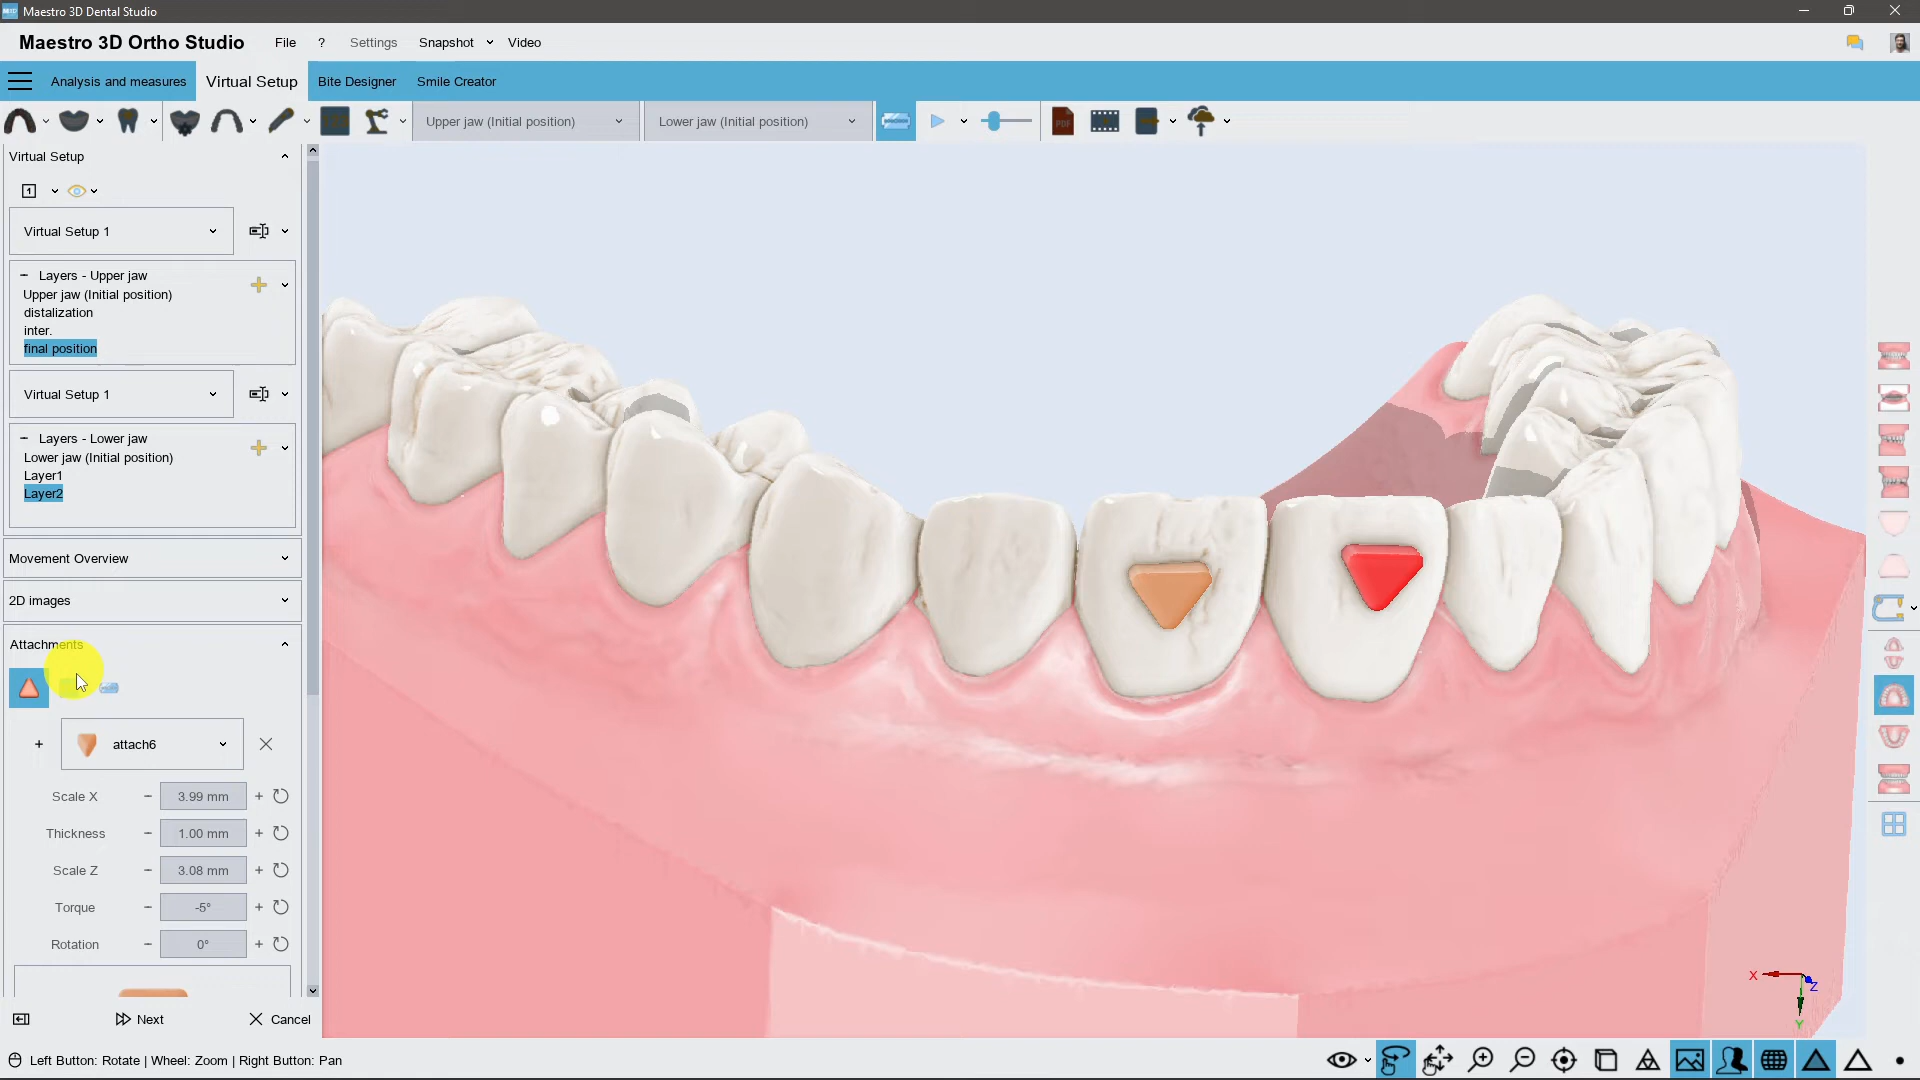 Maestro 3D Dental Studio
Maestro 3D Ortho Studio File ? Settings Snapshot Video
Analysis and measures Virtual Setup Bite Designer Smile Creator
Upper jaw (Initial position) Lower jaw (Initial position)
PDF
Virtual Setup
1
Virtual Setup 1
Layers - Upper jaw
Upper jaw (Initial position)
distalization
inter.
final position
Virtual Setup 1
Layers - Lower jaw
Lower jaw (Initial position)
Layer1
Layer2
Movement Overview
2D images
Attachments
+ attach6
Scale X - 3.99 mm +
Thickness - 1.00 mm +
Scale Z - 3.08 mm +
Torque - -5° +
Rotation - 0° +
Next Cancel
X
Z
Y
Left Button: Rotate | Wheel: Zoom | Right Button: Pan